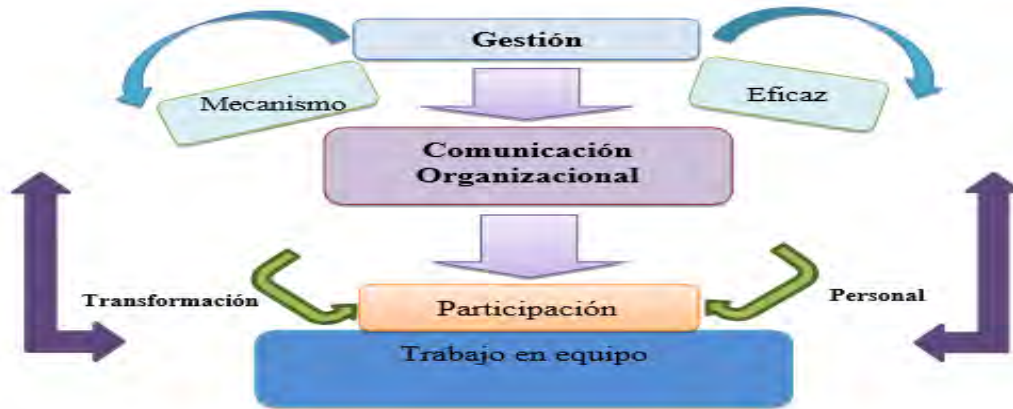 Gestión
Mecanismo
Eficaz
Comunicación
Organizacional
Transformación
Personal
Participación
Trabajo en equipo